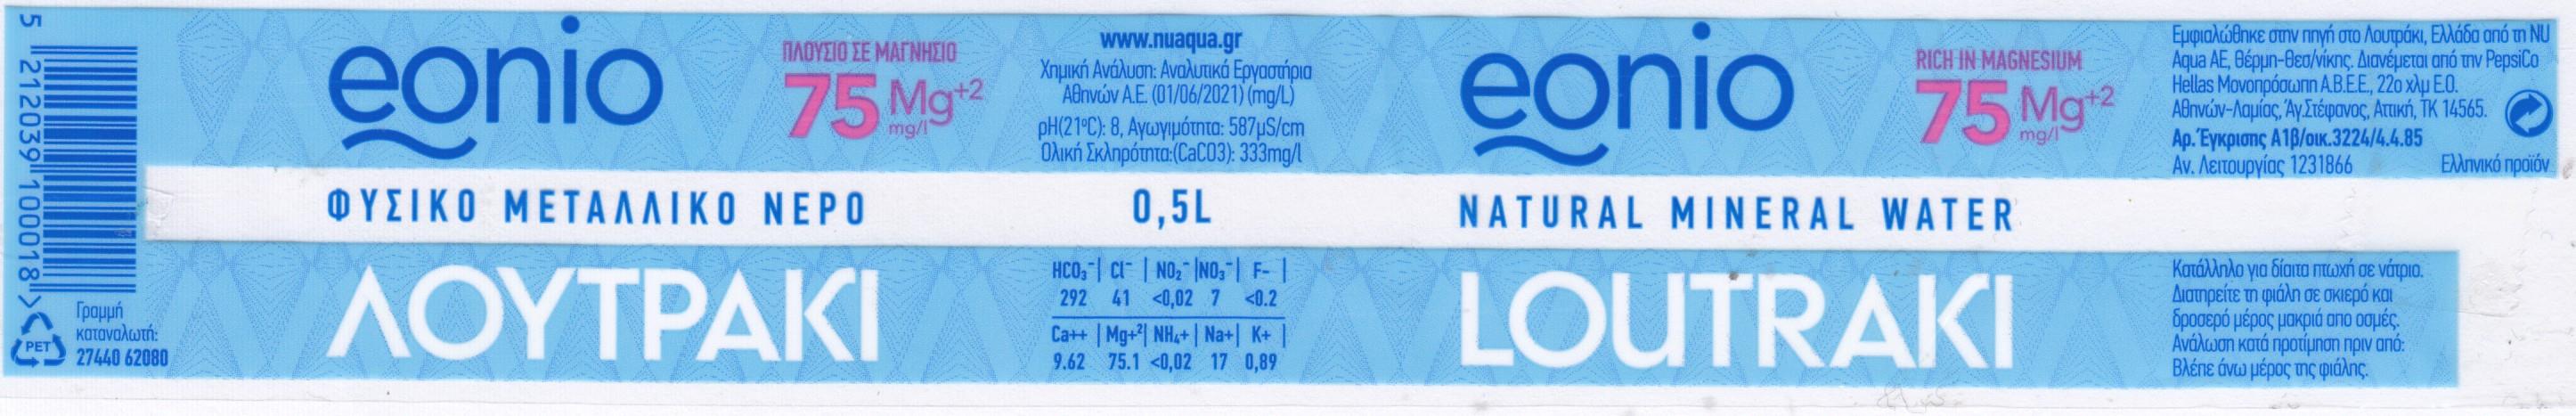 5 212039 100018 >
PET
Γραμμή
καταναλωτή:
27440 62080
eonio
ΠΛΟΥΣΙΟ ΣΕ ΜΑΓΝΗΣΙΟ
75 Mg+2
mg/l
ΦΥΣΙΚΟ ΜΕΤΑΛΛΙΚΟ ΝΕΡΟ
ΛΟΥΤΡΑΚΙ
www.nuaqua.gr
Χημική Ανάλυση: Αναλυτικά Εργαστήρια
Αθηνών Α.Ε. (01/06/2021) (mg/L)
pH(21°C): 8, Αγωγιμότητα: 587μS/cm
Ολική Σκληρότητα:(CaCO3): 333mg/l
0,5L
HCO₃⁻| Cl⁻ | NO₂⁻ |NO₃⁻| F- |
292 41 <0,02 7 <0.2
Ca++ | Mg+²| NH₄+ | Na+| K+ |
9.62 75.1 <0,02 17 0,89
eonio
RICH IN MAGNESIUM
75 Mg+2
mg/l
NATURAL MINERAL WATER
LOUTRAKI
Εμφιαλώθηκε στην πηγή στο Λουτράκι, Ελλάδα από τη NU
Aqua AE, Θέρμη-Θεσ/νίκης. Διανέμεται από την PepsiCo
Hellas Μονοπρόσωπη Α.Β.Ε.Ε., 22ο χλμ Ε.Ο.
Αθηνών-Λαμίας, Άγ.Στέφανος, Αττική, ΤΚ 14565.
Αρ. Έγκρισης Α1β/οικ.3224/4.4.85
Αν. Λειτουργίας 1231866 Ελληνικό προϊόν
Κατάλληλο για δίαιτα πτωχή σε νάτριο.
Διατηρείτε τη φιάλη σε σκιερό και
δροσερό μέρος μακριά απο οσμές.
Ανάλωση κατά προτίμηση πριν από:
Βλέπε άνω μέρος της φιάλης.